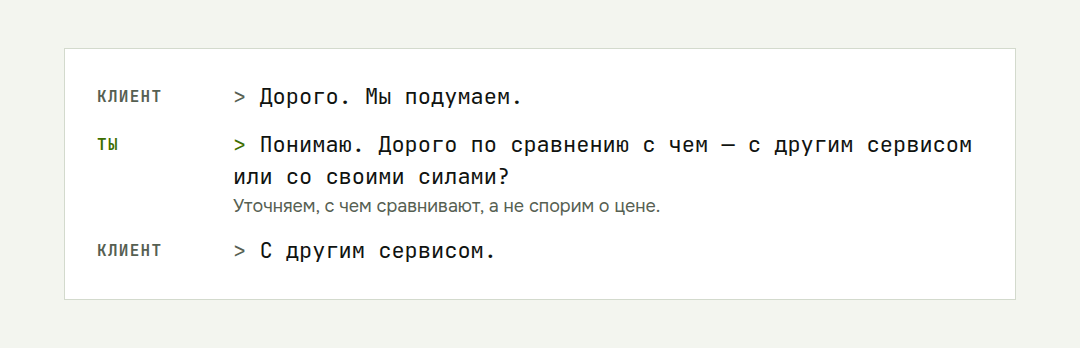 КЛИЕНТ > Дорого. Мы подумаем.
ТЫ > Понимаю. Дорого по сравнению с чем — с другим сервисом
или со своими силами?
Уточняем, с чем сравнивают, а не спорим о цене.
КЛИЕНТ > С другим сервисом.